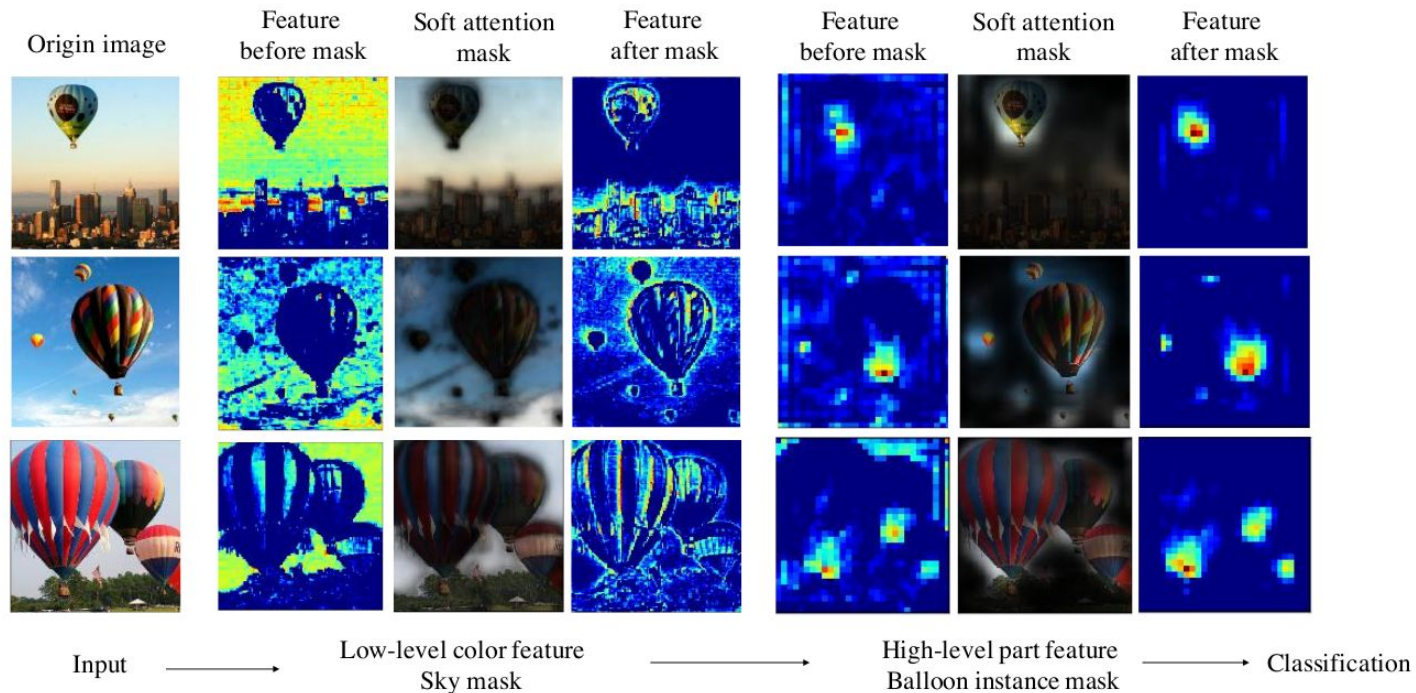 Origin image
Feature
before mask
Soft attention
mask
Feature
after mask
Feature
before mask
Soft attention
mask
Feature
after mask
Input
Low-level color feature
Sky mask
High-level part feature
Balloon instance mask
Classification